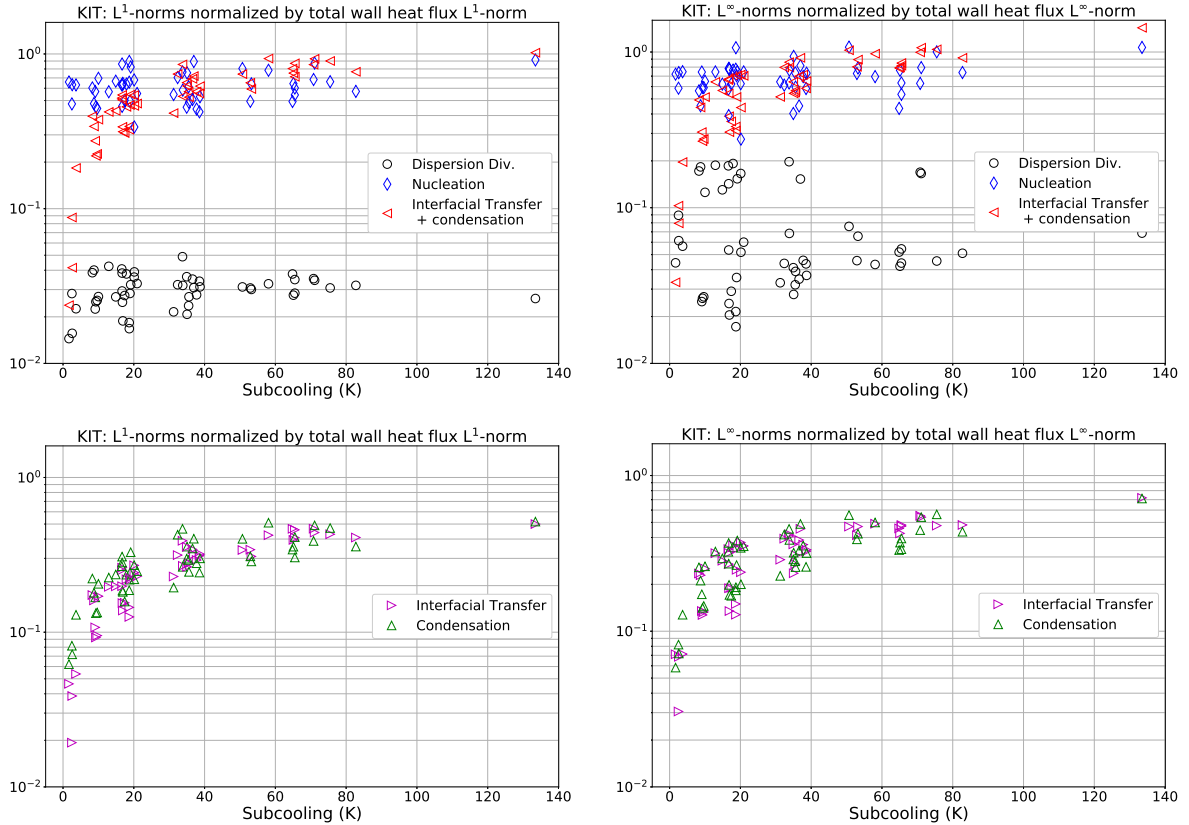 KIT: L¹-norms normalized by total wall heat flux L¹-norm
10⁰
10⁻¹
10⁻²
0 20 40 60 80 100 120 140
Subcooling (K)
Dispersion Div.
Nucleation
Interfacial Transfer
+ condensation
KIT: L∞-norms normalized by total wall heat flux L∞-norm
10⁰
10⁻¹
10⁻²
0 20 40 60 80 100 120 140
Subcooling (K)
Dispersion Div.
Nucleation
Interfacial Transfer
+ condensation
KIT: L¹-norms normalized by total wall heat flux L¹-norm
10⁰
10⁻¹
10⁻²
0 20 40 60 80 100 120 140
Subcooling (K)
Interfacial Transfer
Condensation
KIT: L∞-norms normalized by total wall heat flux L∞-norm
10⁰
10⁻¹
10⁻²
0 20 40 60 80 100 120 140
Subcooling (K)
Interfacial Transfer
Condensation